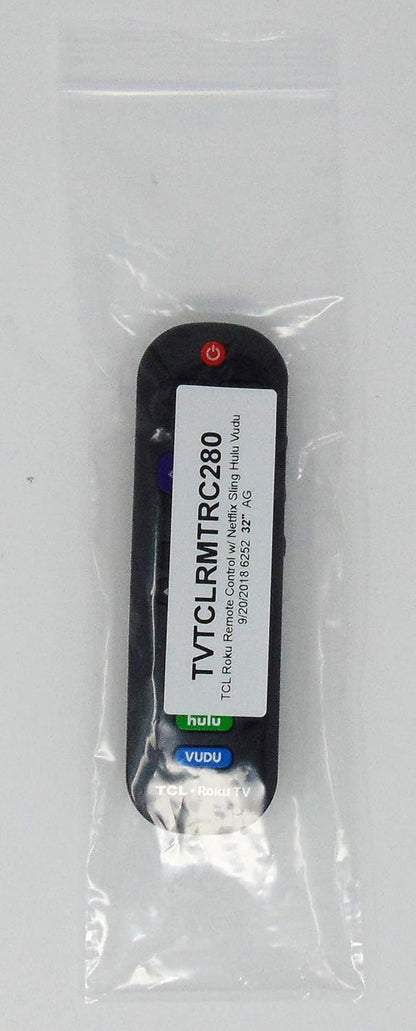 TVTCLRMTRC280
TCL Roku Remote Control w/ Netflix Sling Hulu Vudu
9/20/2018 6252 32" AG
hulu
VUDU
TCL • Roku TV